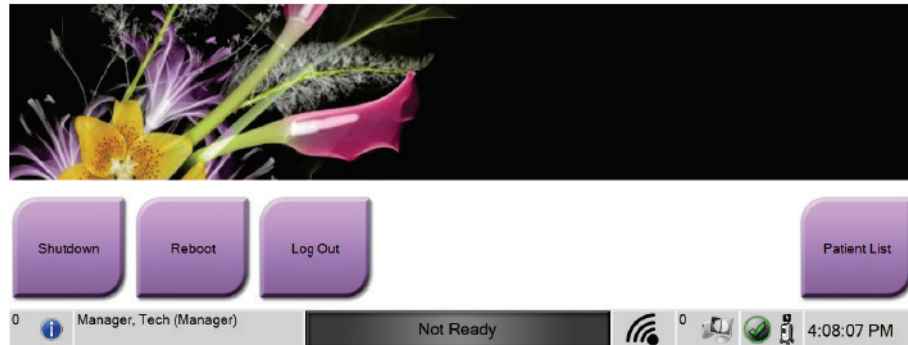 Shutdown
Reboot
Log Out
Patient List
0
Manager, Tech (Manager)
Not Ready
0
4:08:07 PM